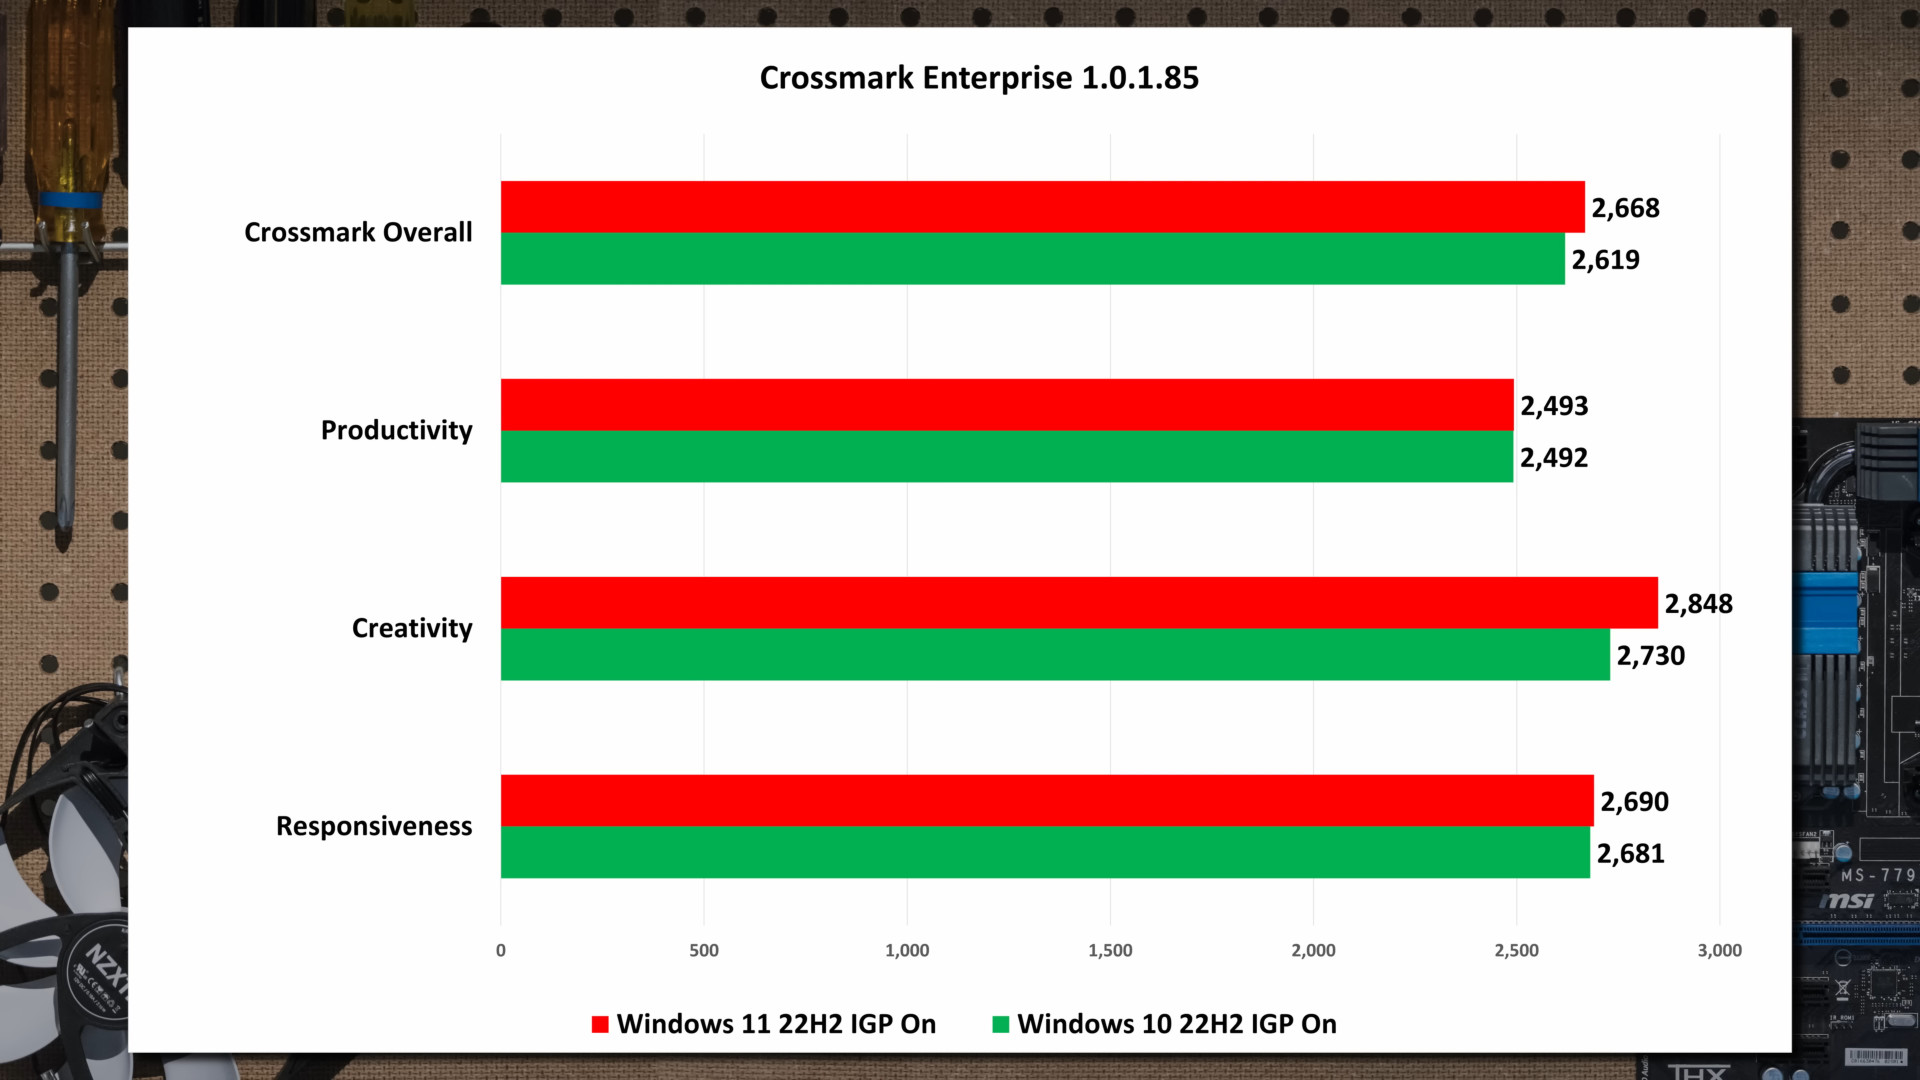 Crossmark Enterprise 1.0.1.85
Crossmark Overall
2,668
2,619
Productivity
2,493
2,492
Creativity
2,848
2,730
Responsiveness
2,690
2,681
0 500 1,000 1,500 2,000 2,500 3,000
Windows 11 22H2 IGP On Windows 10 22H2 IGP On
NZXT
MS-779
msi
THX